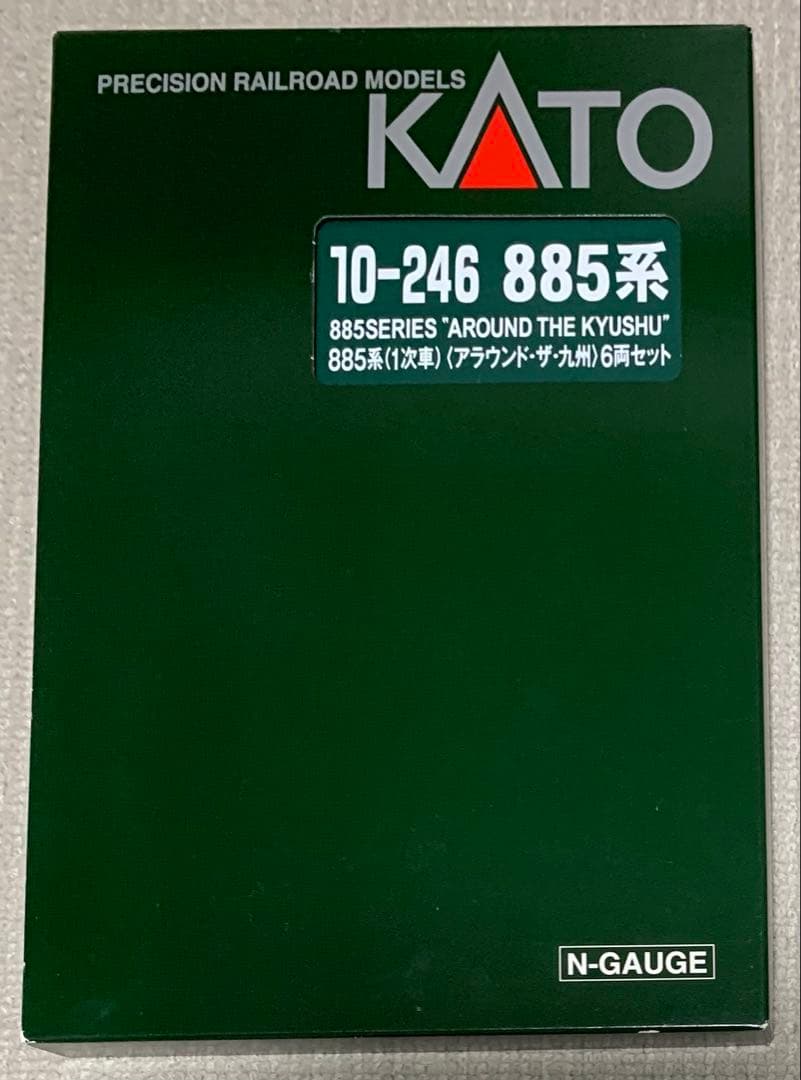 PRECISION RAILROAD MODELS
KATO
10-246 885系
885SERIES "AROUND THE KYUSHU"
885系(1次車)〈アラウンド・ザ・九州〉6両セット
N-GAUGE